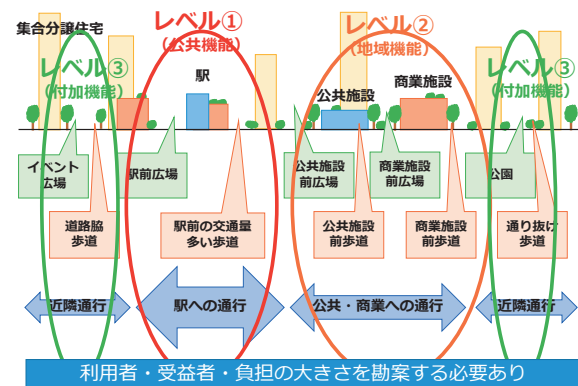 集合分譲住宅
レベル①
（公共機能）
レベル②
（地域機能）
レベル③
（付加機能）
駅
公共施設
商業施設
レベル③
（付加機能）
イベント
広場
駅前広場
公共施設
前広場
商業施設
前広場
公園
道路脇
歩道
駅前の交通量
多い歩道
公共施設
前歩道
商業施設
前歩道
通り抜け
歩道
近隣通行
駅への通行
公共・商業への通行
近隣通行
利用者・受益者・負担の大きさを勘案する必要あり